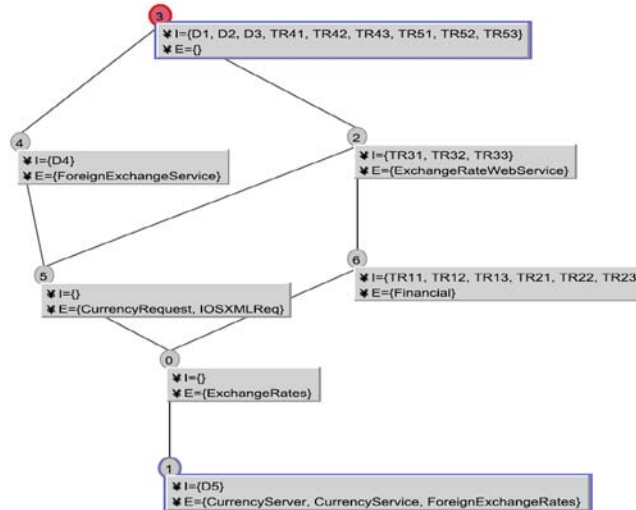 3
¥ I={D1, D2, D3, TR41, TR42, TR43, TR51, TR52, TR53}
¥ E={}
4
¥ I={D4}
¥ E={ForeignExchangeService}
2
¥ I={TR31, TR32, TR33}
¥ E={ExchangeRateWebService}
5
¥ I={}
¥ E={CurrencyRequest, IOSXMLReq}
6
¥ I={TR11, TR12, TR13, TR21, TR22, TR23
¥ E={Financial}
0
¥ I={}
¥ E={ExchangeRates}
1
¥ I={D5}
¥ E={CurrencyServer, CurrencyService, ForeignExchangeRates}